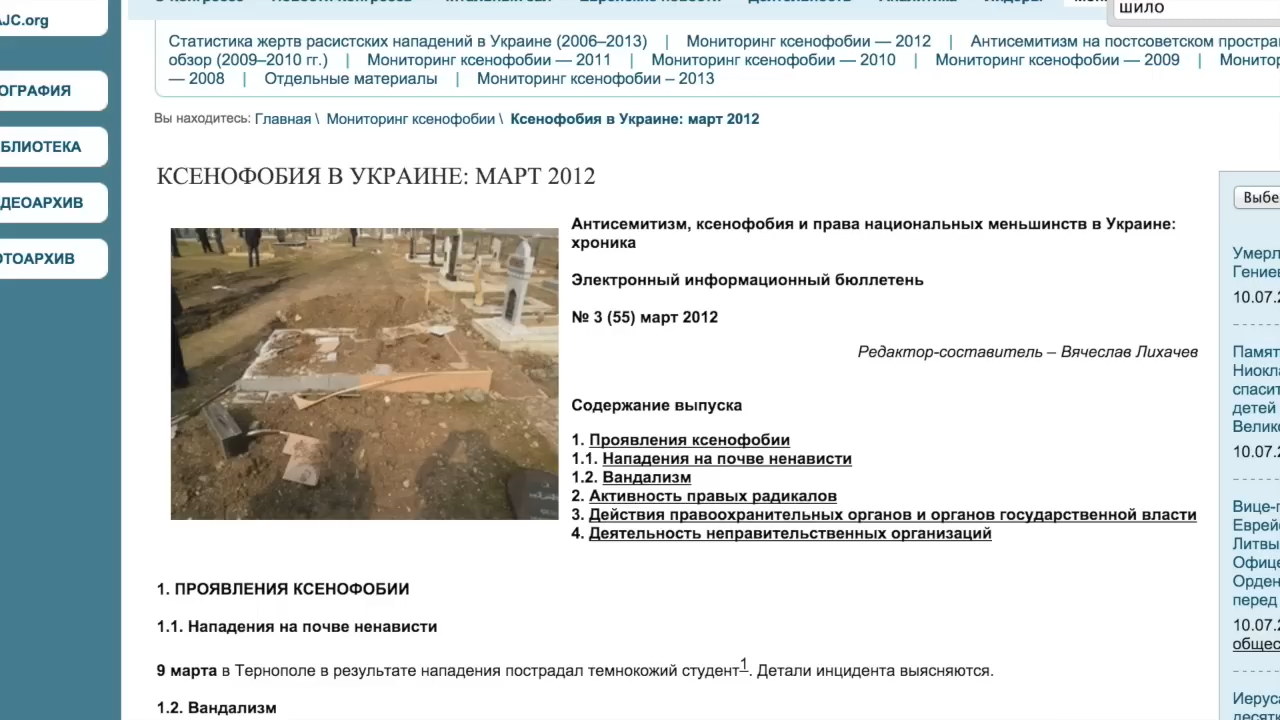 AJC.org
шило
Статистика жертв расистских нападений в Украине (2006–2013) | Мониторинг ксенофобии — 2012 | Антисемитизм на постсоветском
обзор (2009–2010 гг.) | Мониторинг ксенофобии — 2011 | Мониторинг ксенофобии — 2010 | Мониторинг ксенофобии — 2009 |
— 2008 | Отдельные материалы | Мониторинг ксенофобии – 2013
Вы находитесь: Главная \ Мониторинг ксенофобии \ Ксенофобия в Украине: март 2012
КСЕНОФОБИЯ В УКРАИНЕ: МАРТ 2012
Антисемитизм, ксенофобия и права национальных меньшинств в Украине:
хроника
Электронный информационный бюллетень
№ 3 (55) март 2012
Редактор-составитель – Вячеслав Лихачев
Содержание выпуска
1. Проявления ксенофобии
1.1. Нападения на почве ненависти
1.2. Вандализм
2. Активность правых радикалов
3. Действия правоохранительных органов и органов государственной власти
4. Деятельность неправительственных организаций
1. ПРОЯВЛЕНИЯ КСЕНОФОБИИ
1.1. Нападения на почве ненависти
9 марта в Тернополе в результате нападения пострадал темнокожий студент1. Детали инцидента выясняются.
1.2. Вандализм
ОГРАФИЯ
БЛИОТЕКА
ДЕОАРХИВ
ОТОАРХИВ
Выбе
Умерл
Гение
10.07.
Памят
Никола
спасит
детей
Велико
10.07.2
Вице-п
Еврей
Литвы
Офице
Орден
перед
10.07.2
общес
Иеруса